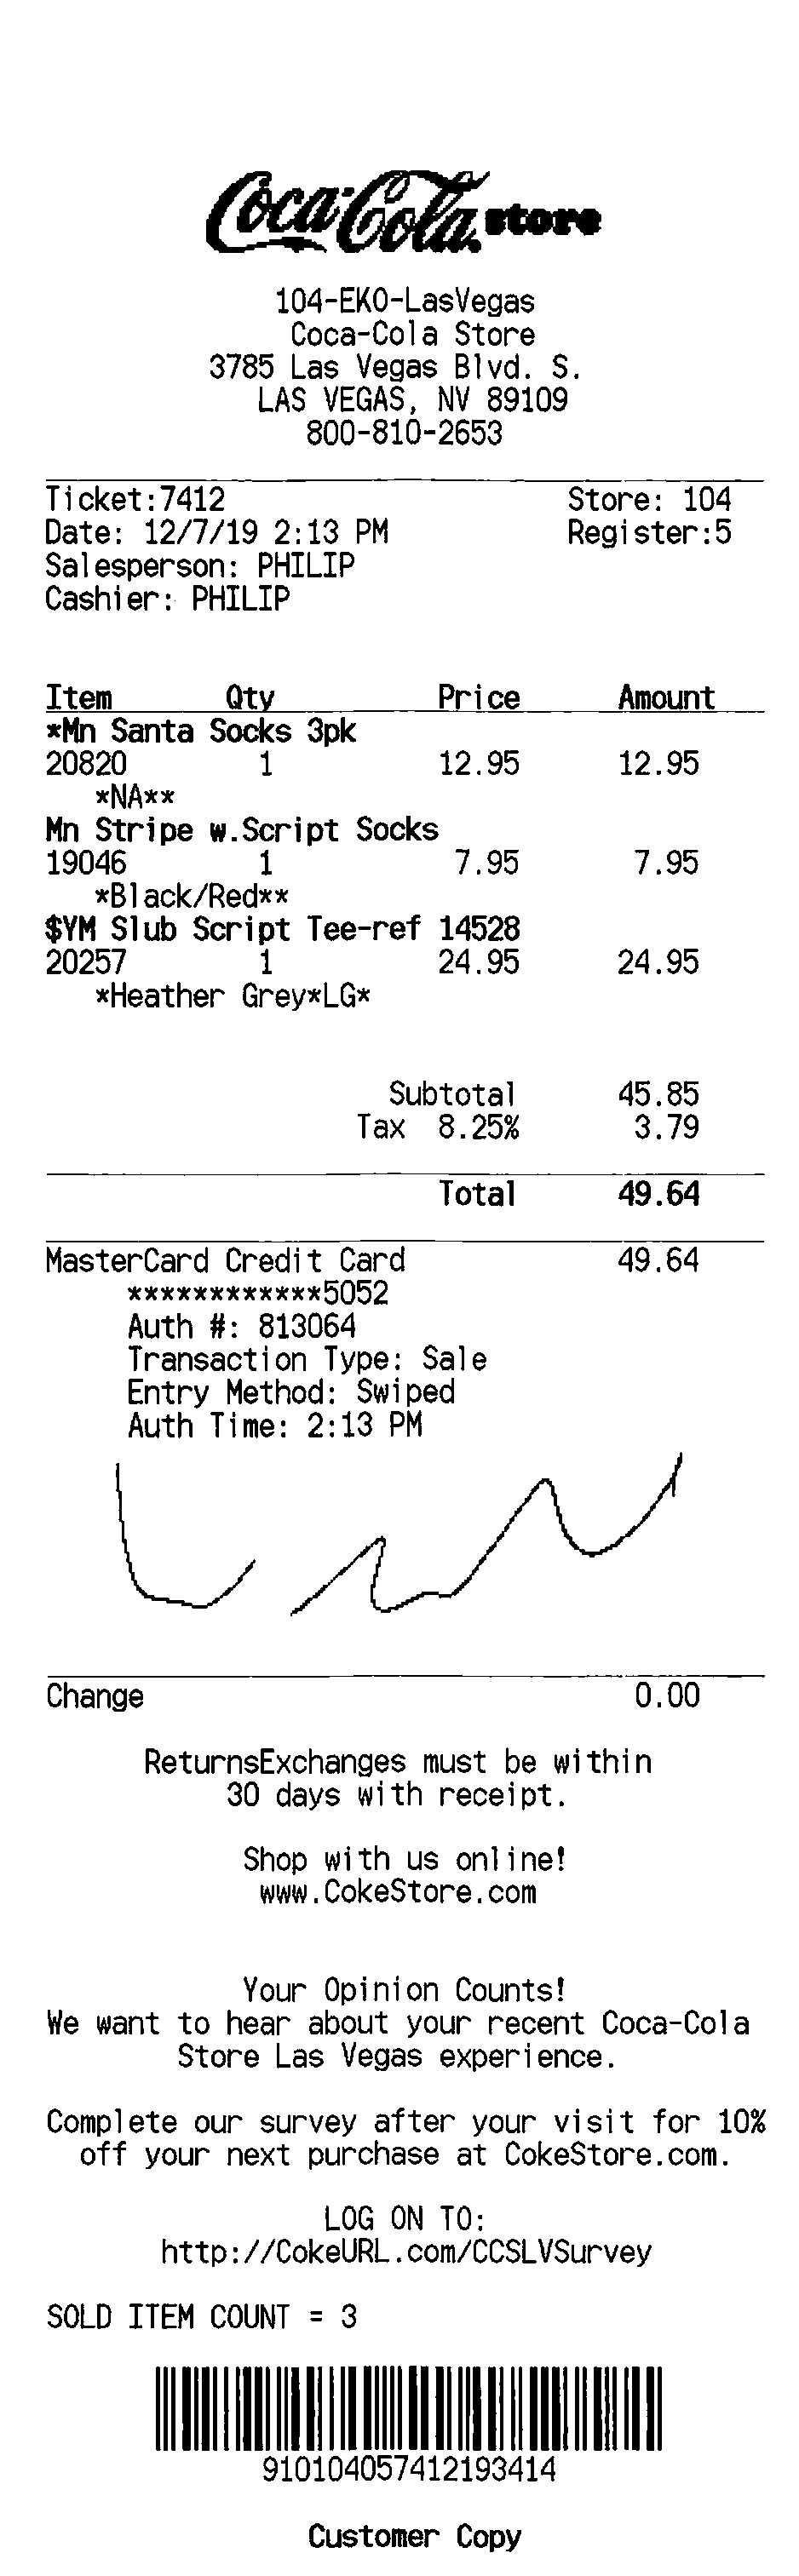 Coca-Cola store
104-EKO-LasVegas
Coca-Cola Store
3785 Las Vegas Blvd. S.
LAS VEGAS, NV 89109
800-810-2653
Ticket:7412 Store: 104
Date: 12/7/19 2:13 PM Register:5
Salesperson: PHILIP
Cashier: PHILIP
Item Qty Price Amount
*Mn Santa Socks 3pk
20820 1 12.95 12.95
*NA**
Mn Stripe w.Script Socks
19046 1 7.95 7.95
*Black/Red**
$YM Slub Script Tee-ref 14528
20257 1 24.95 24.95
*Heather Grey*LG*
Subtotal 45.85
Tax 8.25% 3.79
Total 49.64
MasterCard Credit Card 49.64
************5052
Auth #: 813064
Transaction Type: Sale
Entry Method: Swiped
Auth Time: 2:13 PM
Change 0.00
ReturnsExchanges must be within
30 days with receipt.
Shop with us online!
www.CokeStore.com
Your Opinion Counts!
We want to hear about your recent Coca-Cola
Store Las Vegas experience.
Complete our survey after your visit for 10%
off your next purchase at CokeStore.com.
LOG ON TO:
http://CokeURL.com/CCSLVSurvey
SOLD ITEM COUNT = 3
910104057412193414
Customer Copy